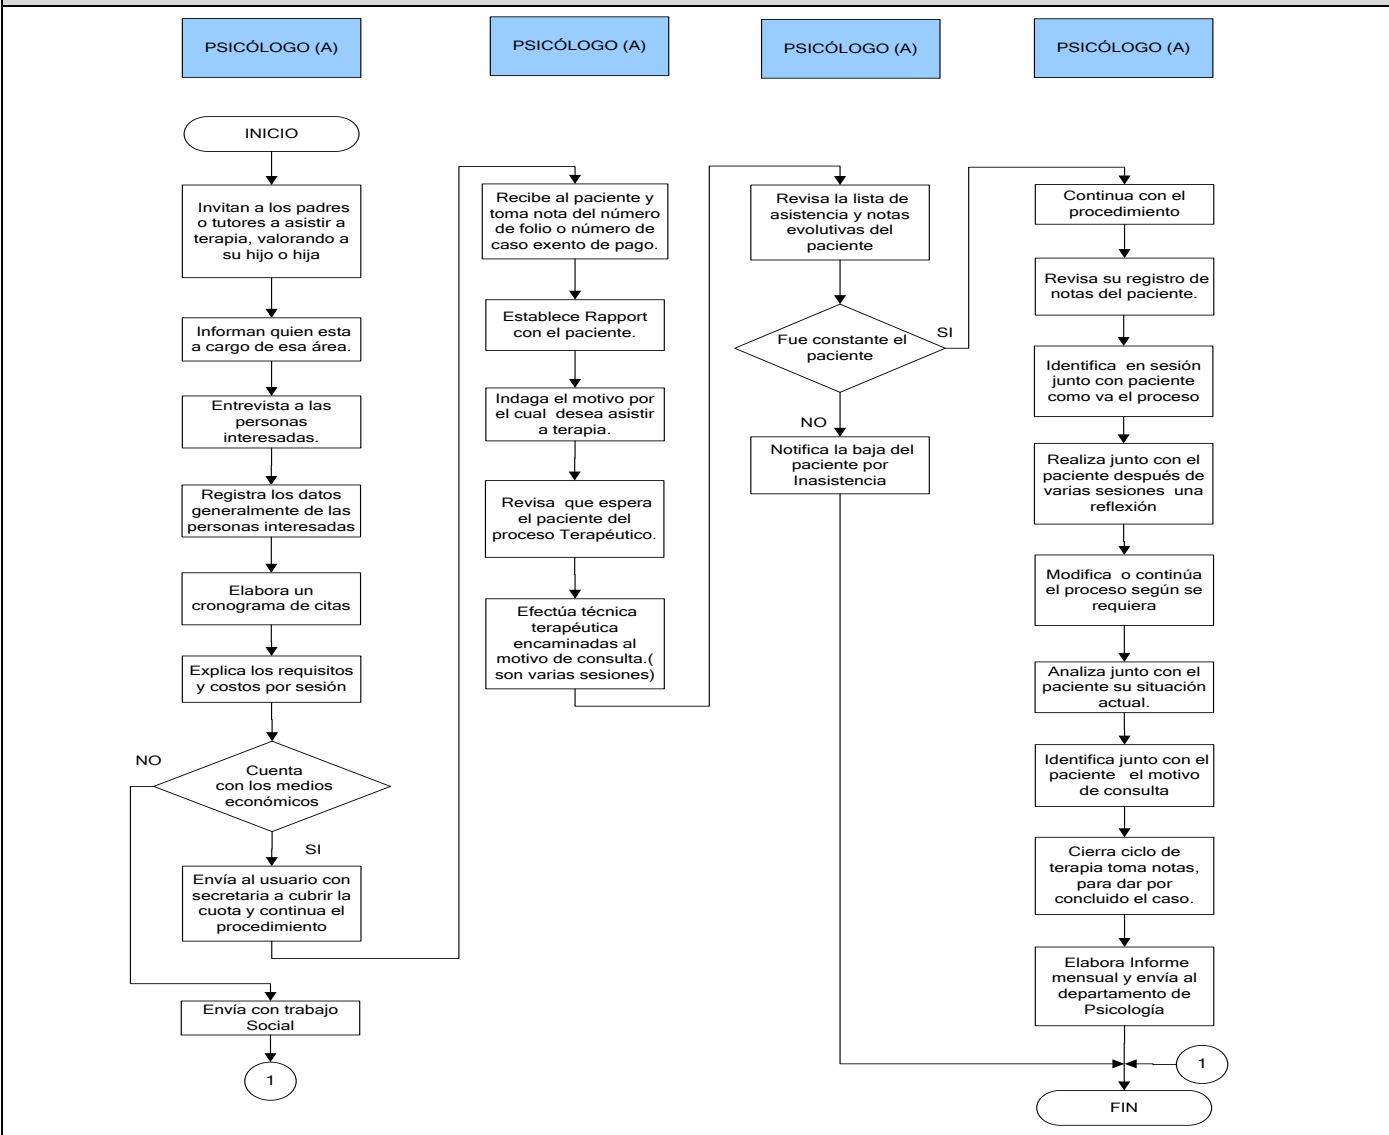 PSICÓLOGO (A)
PSICÓLOGO (A)
PSICÓLOGO (A)
PSICÓLOGO (A)
INICIO
Invitan a los padres
o tutores a asistir a
terapia, valorando a
su hijo o hija
Informan quien esta
a cargo de esa área.
Entrevista a las
personas
interesadas.
Registra los datos
generalmente de las
personas interesadas
Elabora un
cronograma de citas
Explica los requisitos
y costos por sesión
NO
Cuenta
con los medios
económicos
SI
Envía al usuario con
secretaria a cubrir la
cuota y continua el
procedimiento
Envía con trabajo
Social
1
Recibe al paciente y
toma nota del número
de folio o número de
caso exento de pago.
Establece Rapport
con el paciente.
Indaga el motivo por
el cual desea asistir
a terapia.
Revisa que espera
el paciente del
proceso Terapéutico.
Efectúa técnica
terapéutica
encaminadas al
motivo de consulta.(
son varias sesiones)
Revisa la lista de
asistencia y notas
evolutivas del
paciente
Fue constante el
paciente
SI
NO
Notifica la baja del
paciente por
Inasistencia
Continua con el
procedimiento
Revisa su registro de
notas del paciente.
Identifica en sesión
junto con paciente
como va el proceso
Realiza junto con el
paciente después de
varias sesiones una
reflexión
Modifica o continúa
el proceso según se
requiera
Analiza junto con el
paciente su situación
actual.
Identifica junto con el
paciente el motivo
de consulta
Cierra ciclo de
terapia toma notas,
para dar por
concluido el caso.
Elabora Informe
mensual y envía al
departamento de
Psicología
1
FIN